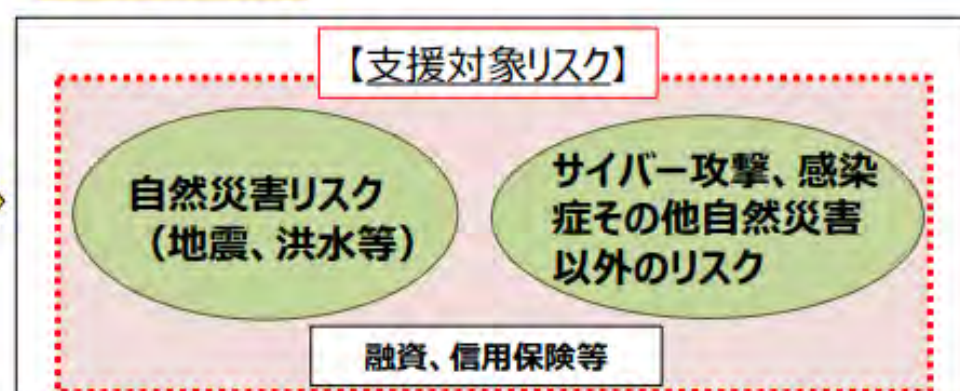 【支援対象リスク】
自然災害リスク
（地震、洪水等）
サイバー攻撃、感染
症その他自然災害
以外のリスク
融資、信用保険等